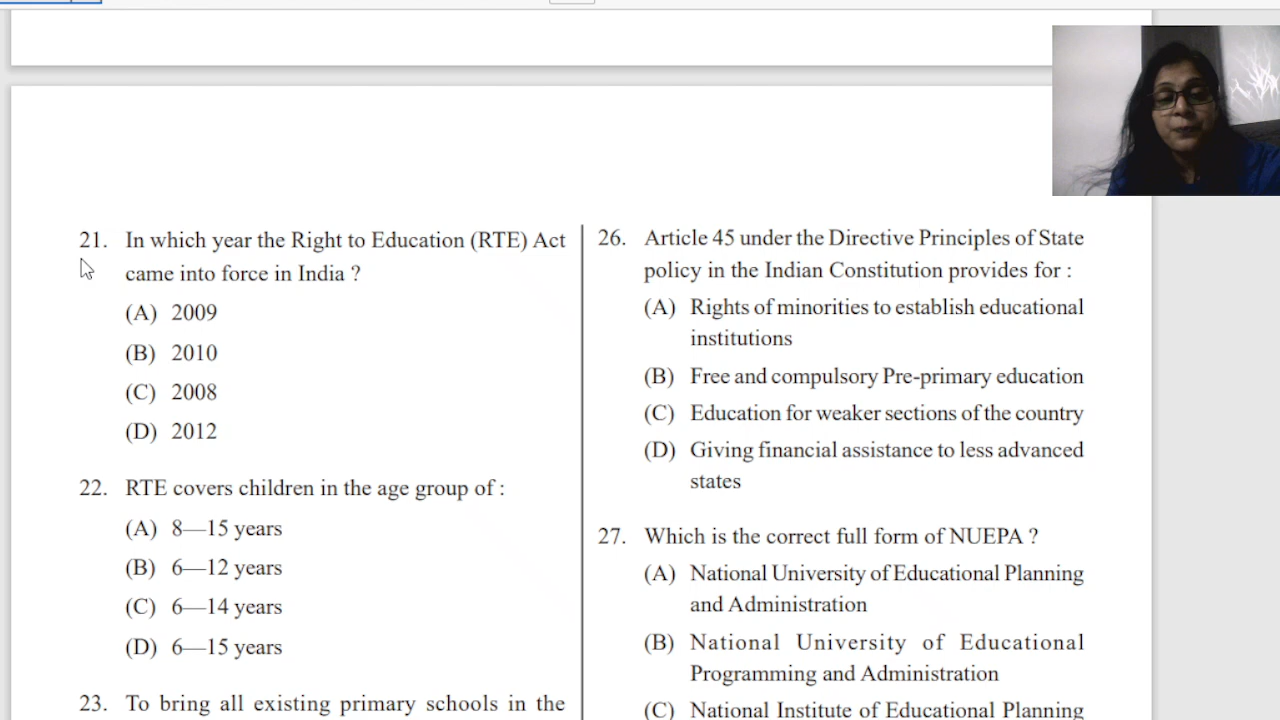 21. In which year the Right to Education (RTE) Act
came into force in India ?
(A) 2009
(B) 2010
(C) 2008
(D) 2012
22. RTE covers children in the age group of :
(A) 8—15 years
(B) 6—12 years
(C) 6—14 years
(D) 6—15 years
23. To bring all existing primary schools in the
26. Article 45 under the Directive Principles of State
policy in the Indian Constitution provides for :
(A) Rights of minorities to establish educational
institutions
(B) Free and compulsory Pre-primary education
(C) Education for weaker sections of the country
(D) Giving financial assistance to less advanced
states
27. Which is the correct full form of NUEPA ?
(A) National University of Educational Planning
and Administration
(B) National University of Educational
Programming and Administration
(C) National Institute of Educational Planning